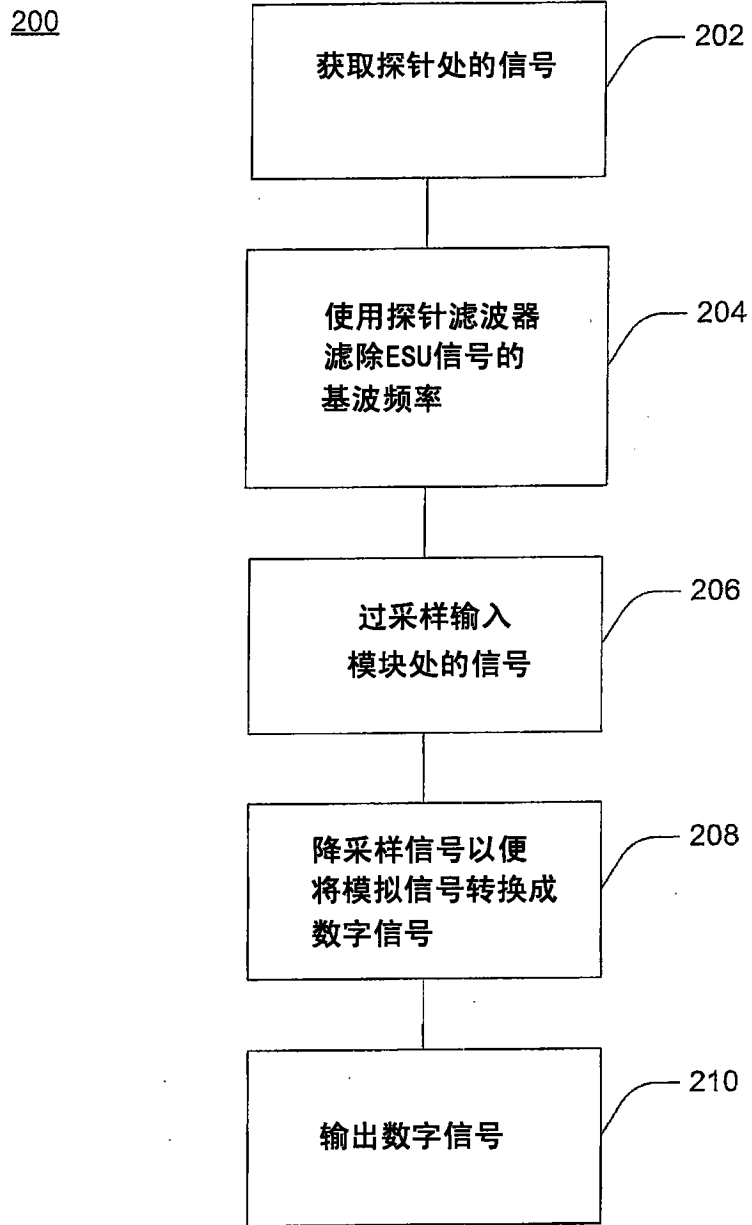 200
获取探针处的信号
202
使用探针滤波器
滤除ESU信号的
基波频率
204
过采样输入
模块处的信号
206
降采样信号以便
将模拟信号转换成
数字信号
208
输出数字信号
210